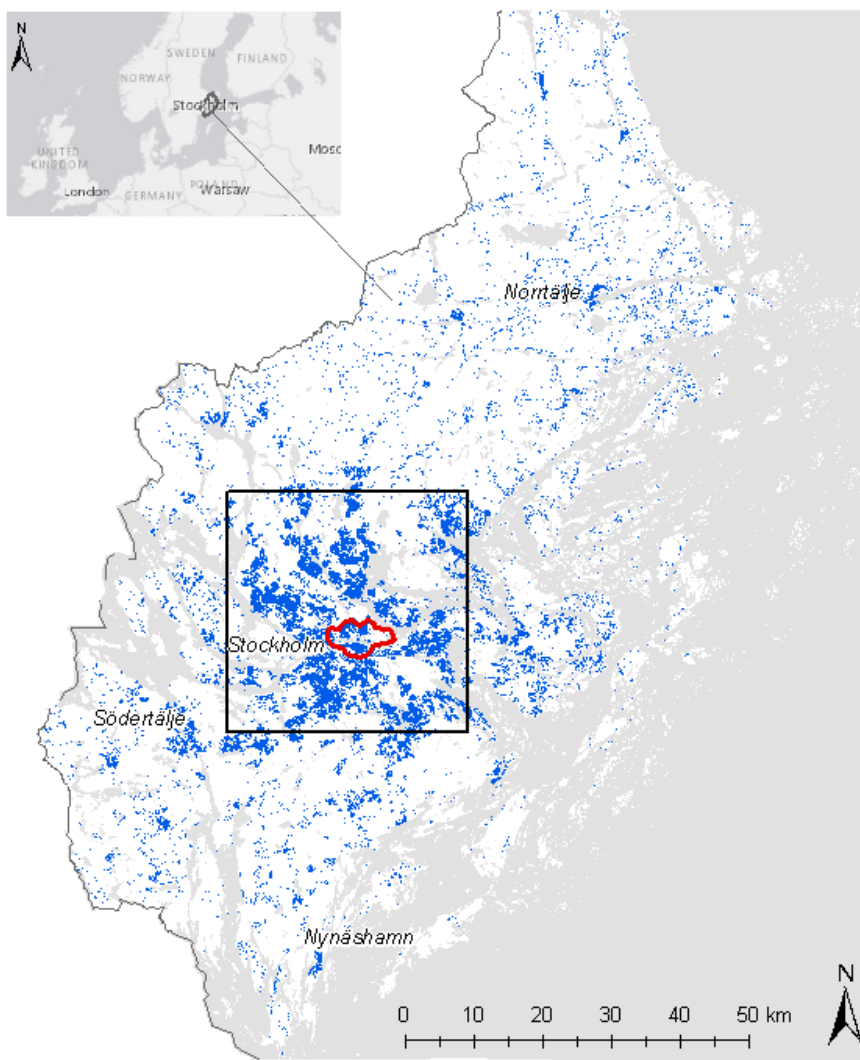 N
SWEDEN
FINLAND
NORWAY
Stockholm
UNITED
KINGDOM
Mosc
London
POLAND
Warsaw
GERMANY
Norrtälje
Stockholm
Södertälje
Nynäshamn
0 10 20 30 40 50 km
N